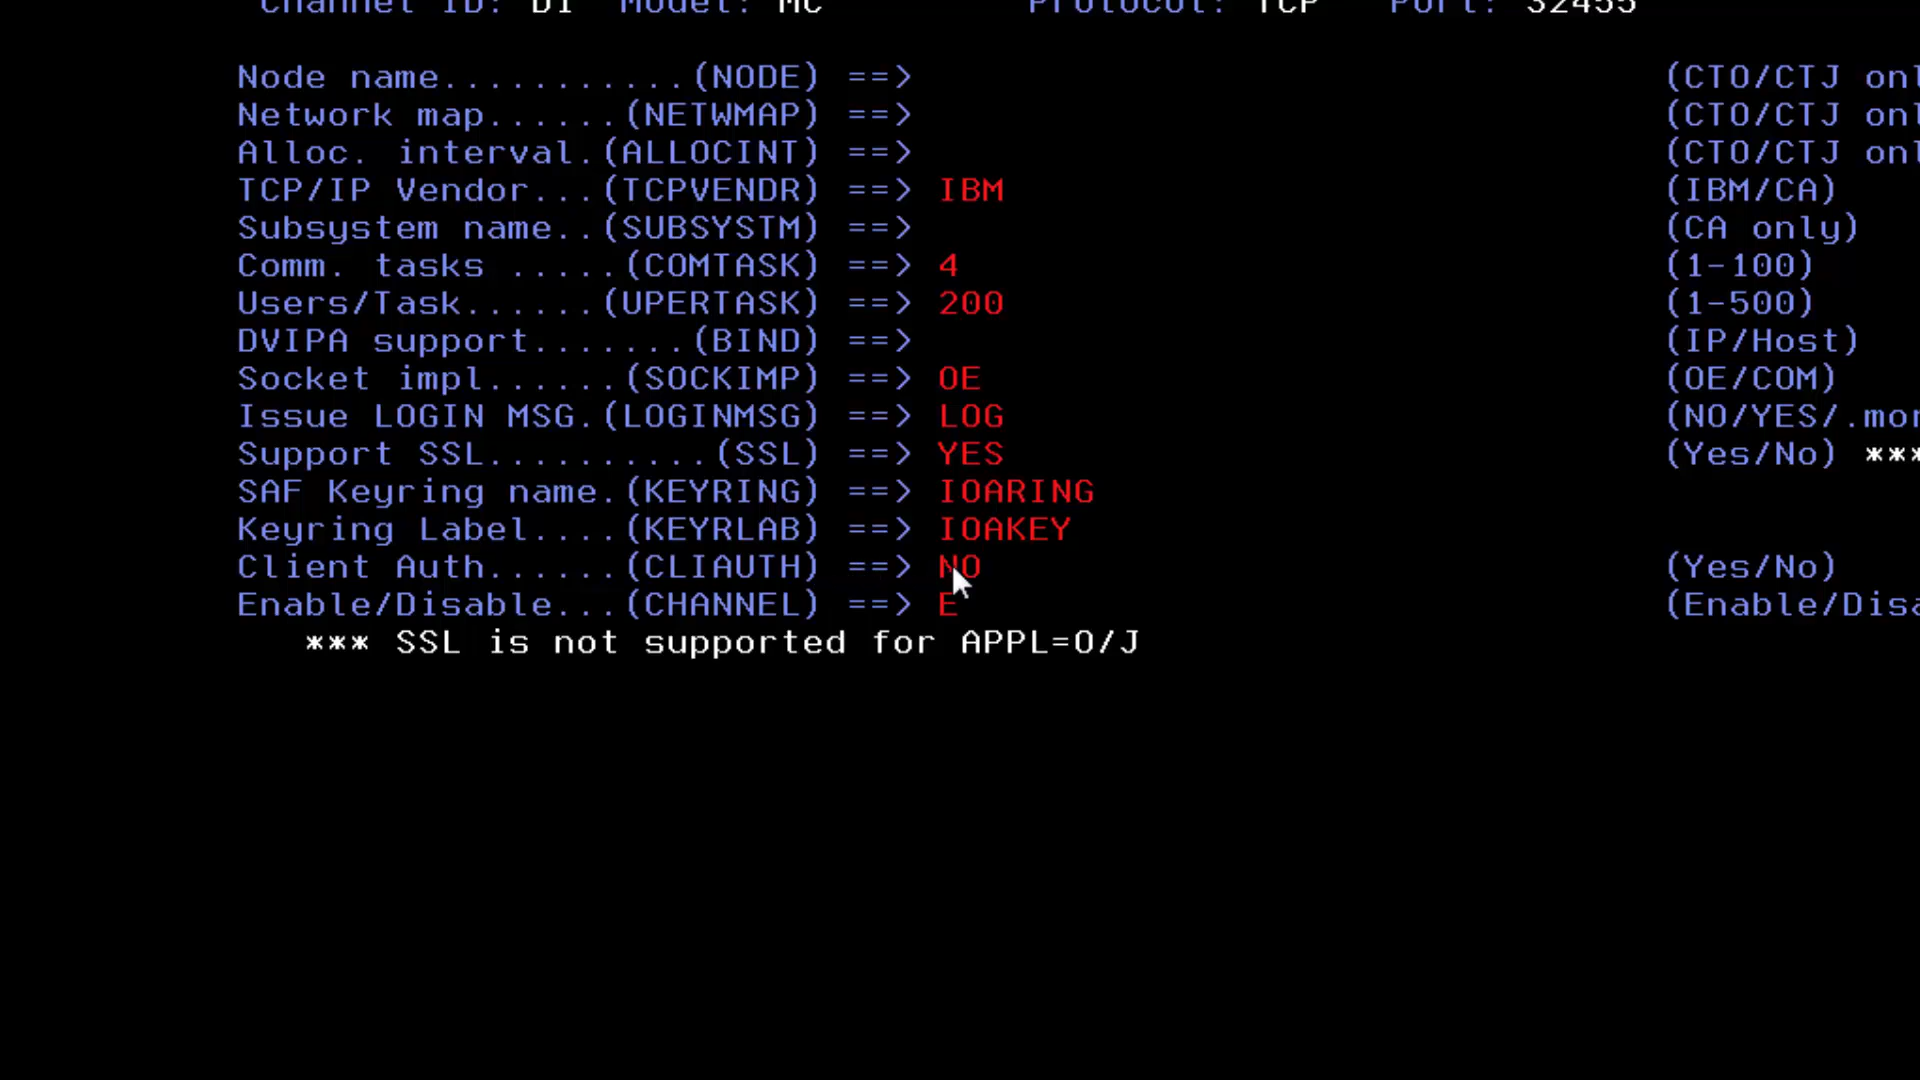 Channel ID: DI  Model: MC  Protocol: TCP  Port: 32455
Node name...........(NODE) ==> (CTO/CTJ
Network map......(NETWMAP) ==> (CTO/CTJ
Alloc. interval.(ALLOCINT) ==> (CTO/CTJ
TCP/IP Vendor...(TCPVENDR) ==> IBM (IBM/CA)
Subsystem name..(SUBSYSTM) ==> (CA only)
Comm. tasks .....(COMTASK) ==> 4 (1-100)
Users/Task......(UPERTASK) ==> 200 (1-500)
DVIPA support.......(BIND) ==> (IP/Host)
Socket impl......(SOCKIMP) ==> OE (OE/COM)
Issue LOGIN MSG.(LOGINMSG) ==> LOG (NO/YES/.mor
Support SSL..........(SSL) ==> YES (Yes/No) ***
SAF Keyring name.(KEYRING) ==> IOARING
Keyring Label....(KEYRLAB) ==> IOAKEY
Client Auth......(CLIAUTH) ==> NO (Yes/No)
Enable/Disable...(CHANNEL) ==> E (Enable/Disa
*** SSL is not supported for APPL=O/J